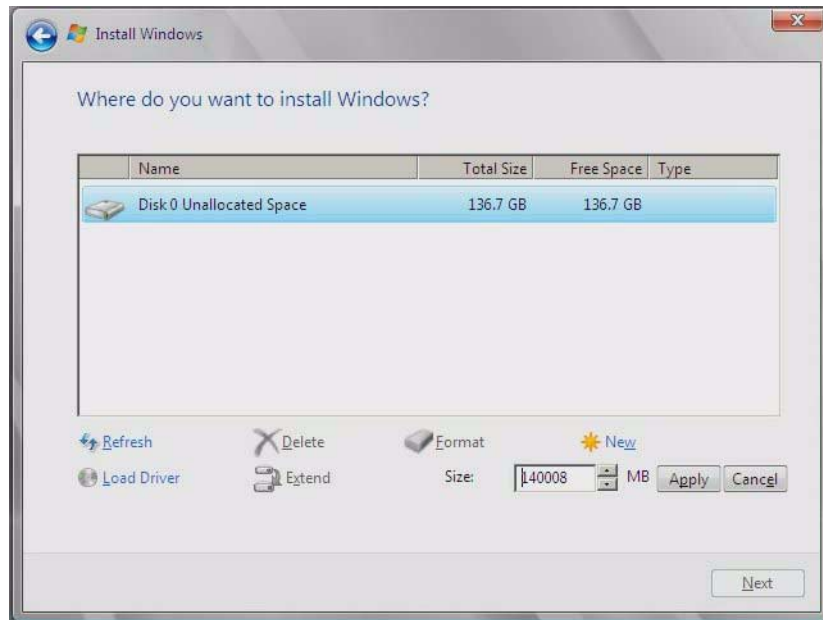 Install Windows
Where do you want to install Windows?
Name Total Size Free Space Type
Disk 0 Unallocated Space 136.7 GB 136.7 GB
Refresh Delete Format New
Load Driver Extend Size: 140008 MB Apply Cancel
Next